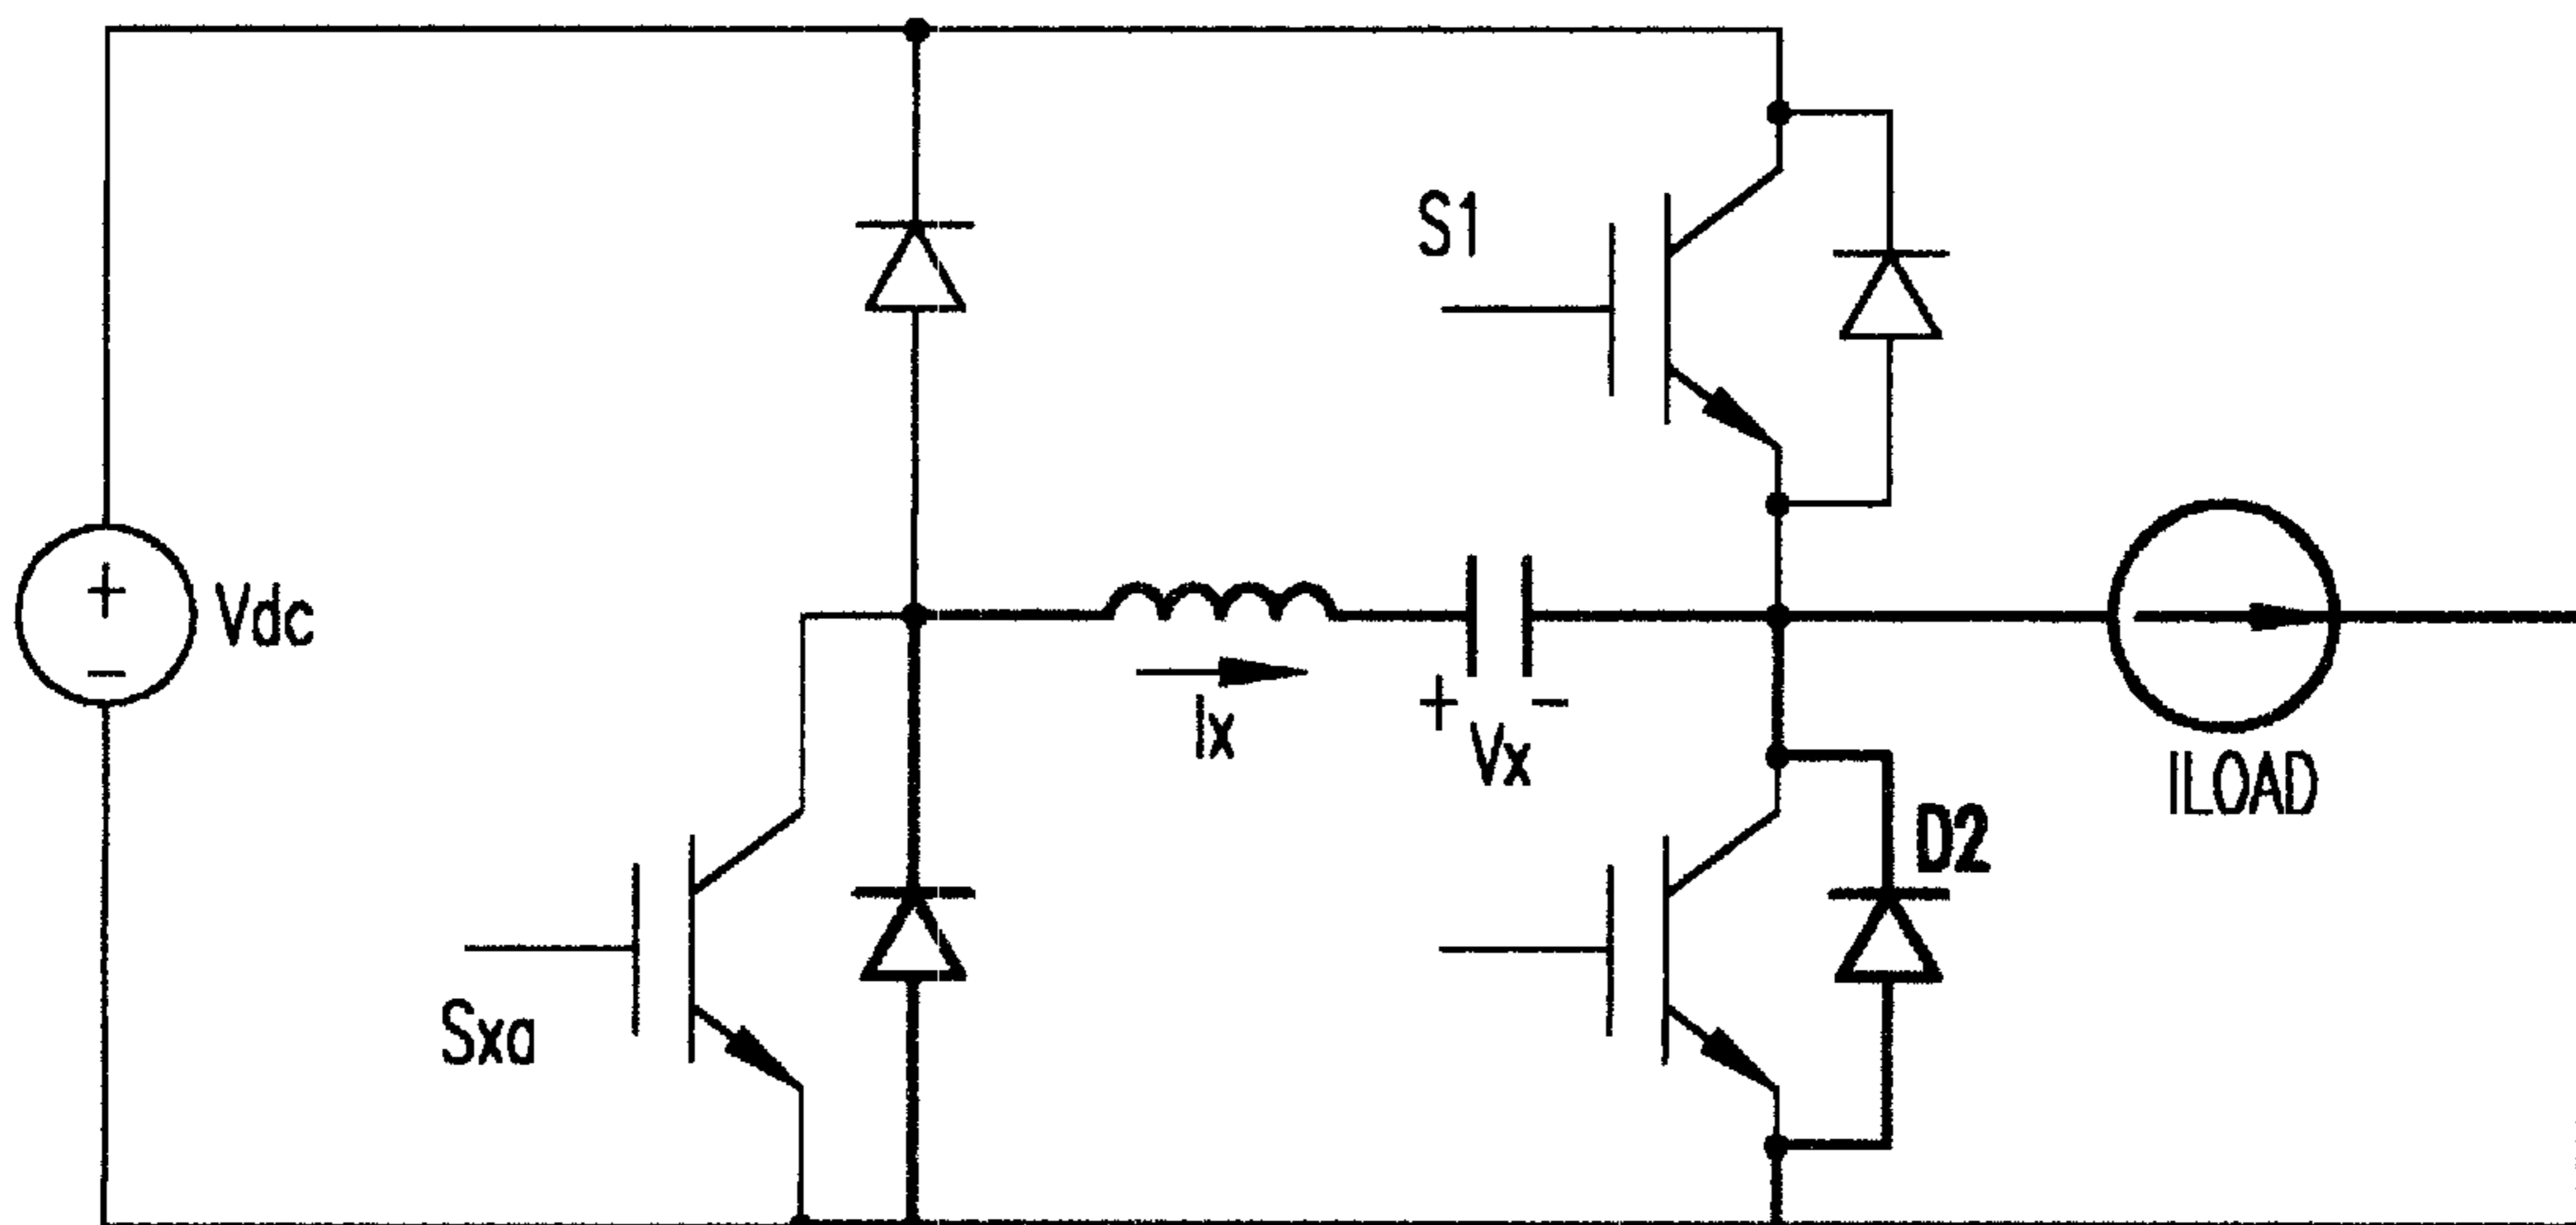 S1
+
Vdc
-
Ix
+ -
Vx
ILOAD
D2
Sxa